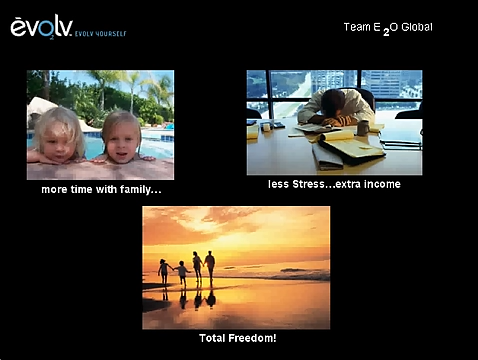 ēvolv. EVOLV YOURSELF
Team E2O Global
more time with family...
less Stress...extra income
Total Freedom!